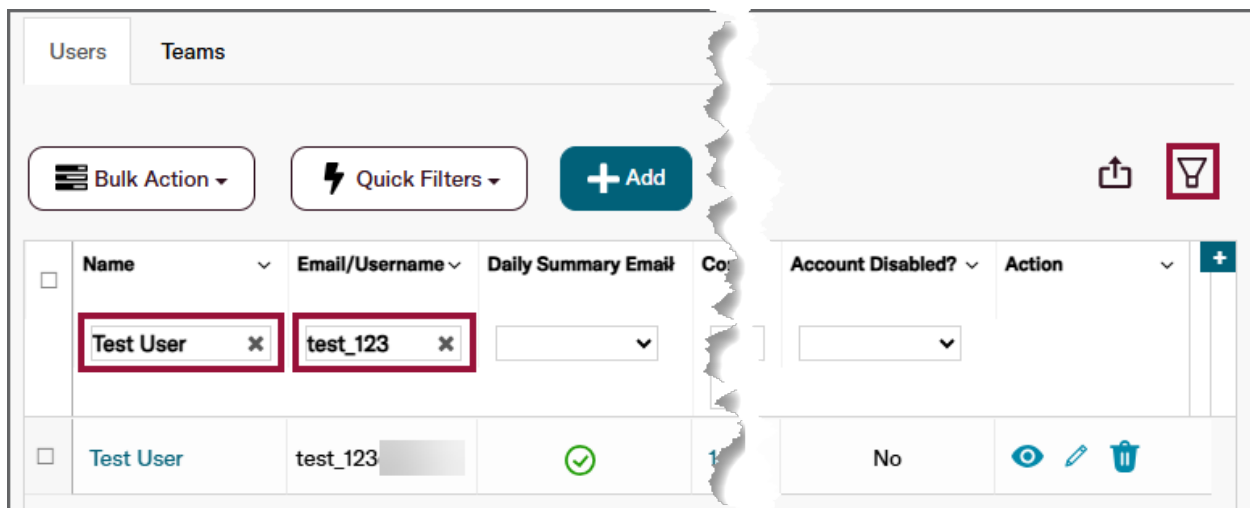 Users Teams
Bulk Action Quick Filters Add
Name Email/Username Daily Summary Email Account Disabled? Action
Test User test_123
Test User test_123 No